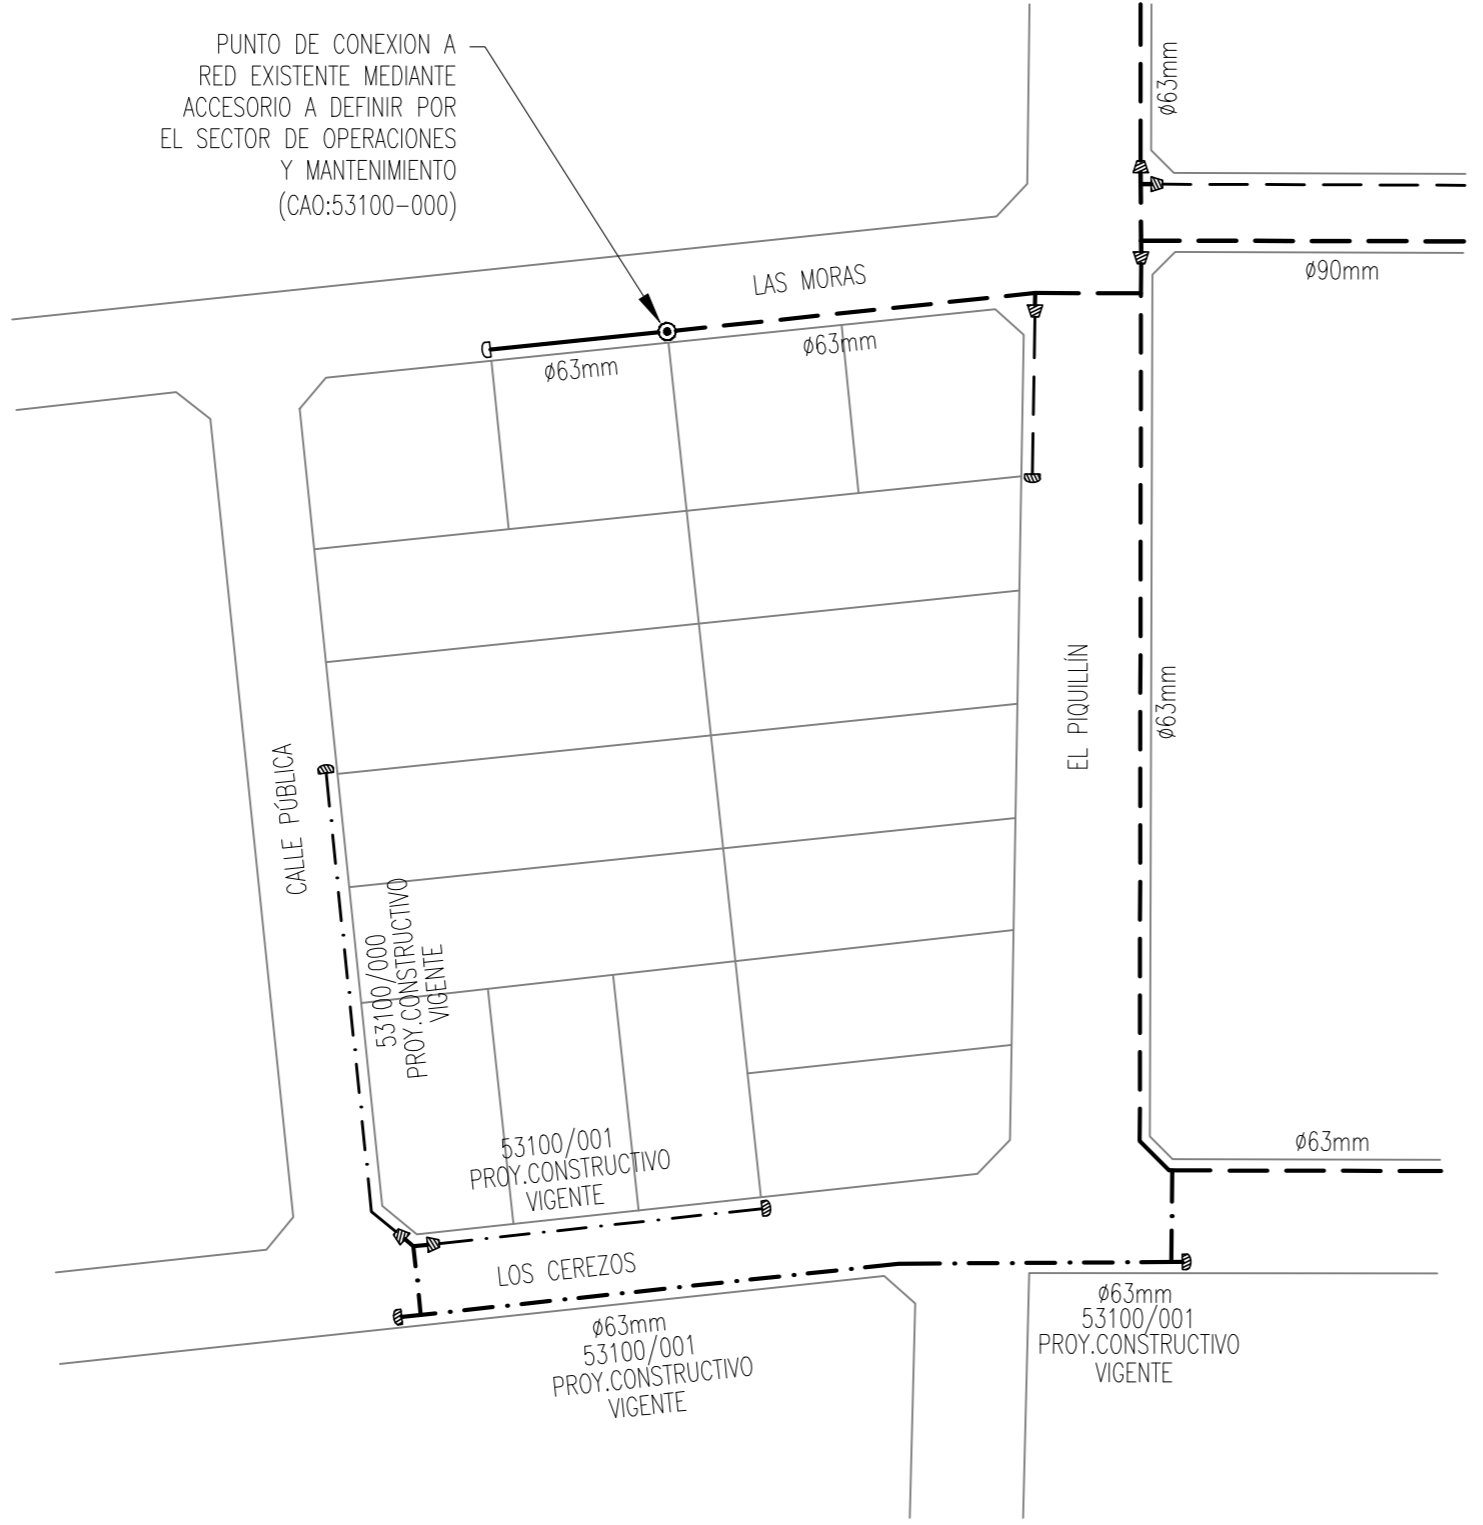 PUNTO DE CONEXION A
RED EXISTENTE MEDIANTE
ACCESORIO A DEFINIR POR
EL SECTOR DE OPERACIONES
Y MANTENIMIENTO
(CAO:53100-000)
ø63mm
LAS MORAS
ø90mm
ø63mm
ø63mm
EL PIQUILLÍN
ø63mm
CALLE PÚBLICA
53100/000
PROY.CONSTRUCTIVO
VIGENTE
53100/001
PROY.CONSTRUCTIVO
VIGENTE
ø63mm
LOS CEREZOS
ø63mm
53100/001
PROY.CONSTRUCTIVO
VIGENTE
ø63mm
53100/001
PROY.CONSTRUCTIVO
VIGENTE